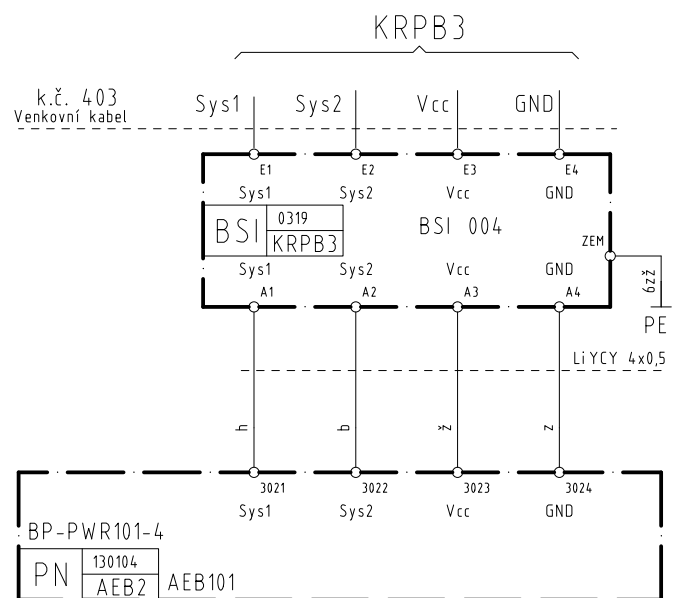 KRPB3
k.č. 403
Venkovní kabel
Sys1 Sys2 Vcc GND
E1 E2 E3 E4
Sys1 Sys2 Vcc GND
BSI 0319 KRPB3
BSI 004
ZEM
Sys1 Sys2 Vcc GND
A1 A2 A3 A4
6zž
PE
LiYCY 4x0,5
h b ž z
3021 3022 3023 3024
Sys1 Sys2 Vcc GND
BP-PWR101-4
PN 130104 AEB2
AEB101